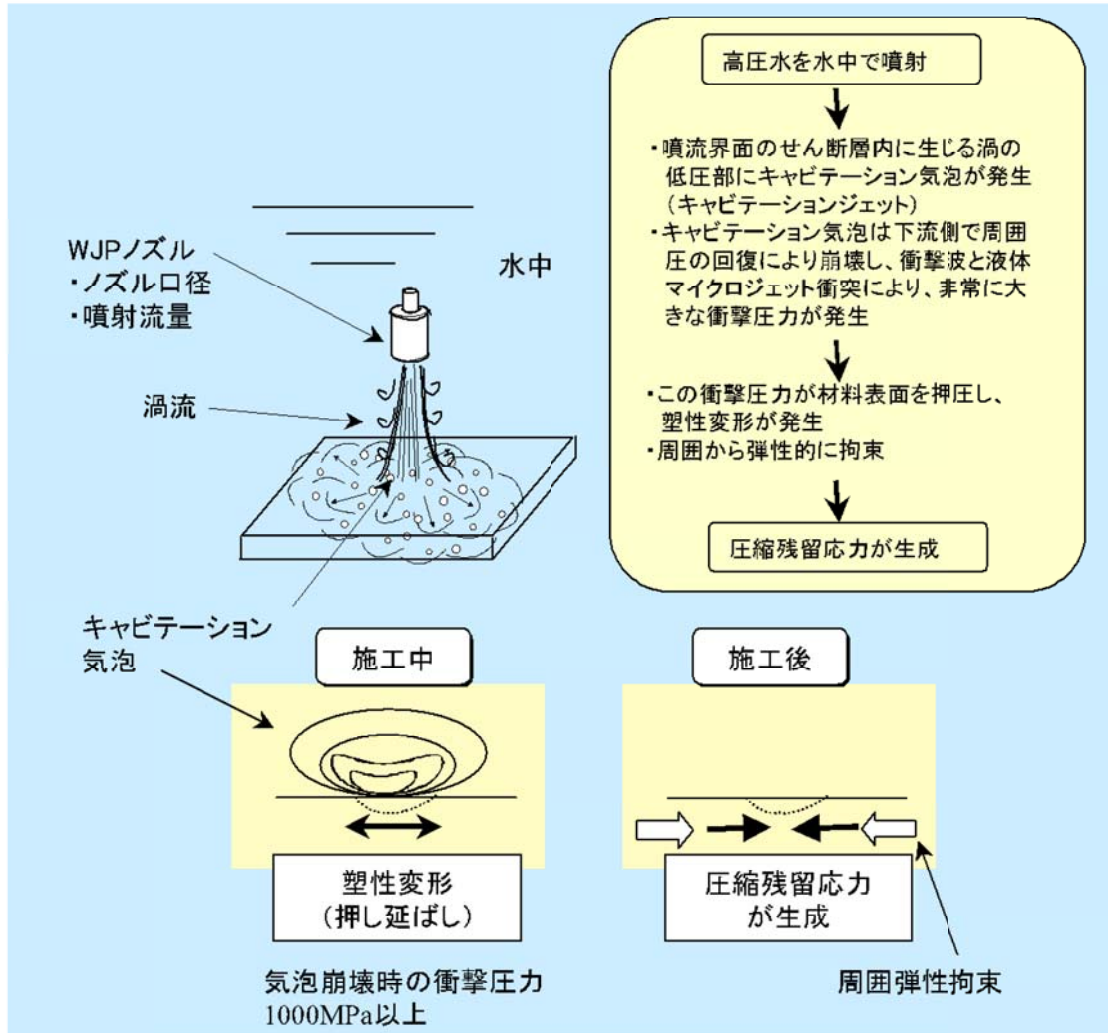 高圧水を水中で噴射
・噴流界面のせん断層内に生じる渦の
低圧部にキャビテーション気泡が発生
（キャビテーションジェット）
・キャビテーション気泡は下流側で周囲
圧の回復により崩壊し、衝撃波と液体
マイクロジェット衝突により、非常に大
きな衝撃圧力が発生
・この衝撃圧力が材料表面を押圧し、
塑性変形が発生
・周囲から弾性的に拘束
圧縮残留応力が生成
WJPノズル
・ノズル口径
・噴射流量
水中
渦流
キャビテーション
気泡
施工中
施工後
塑性変形
（押し延ばし）
圧縮残留応力
が生成
気泡崩壊時の衝撃圧力
1000MPa以上
周囲弾性拘束